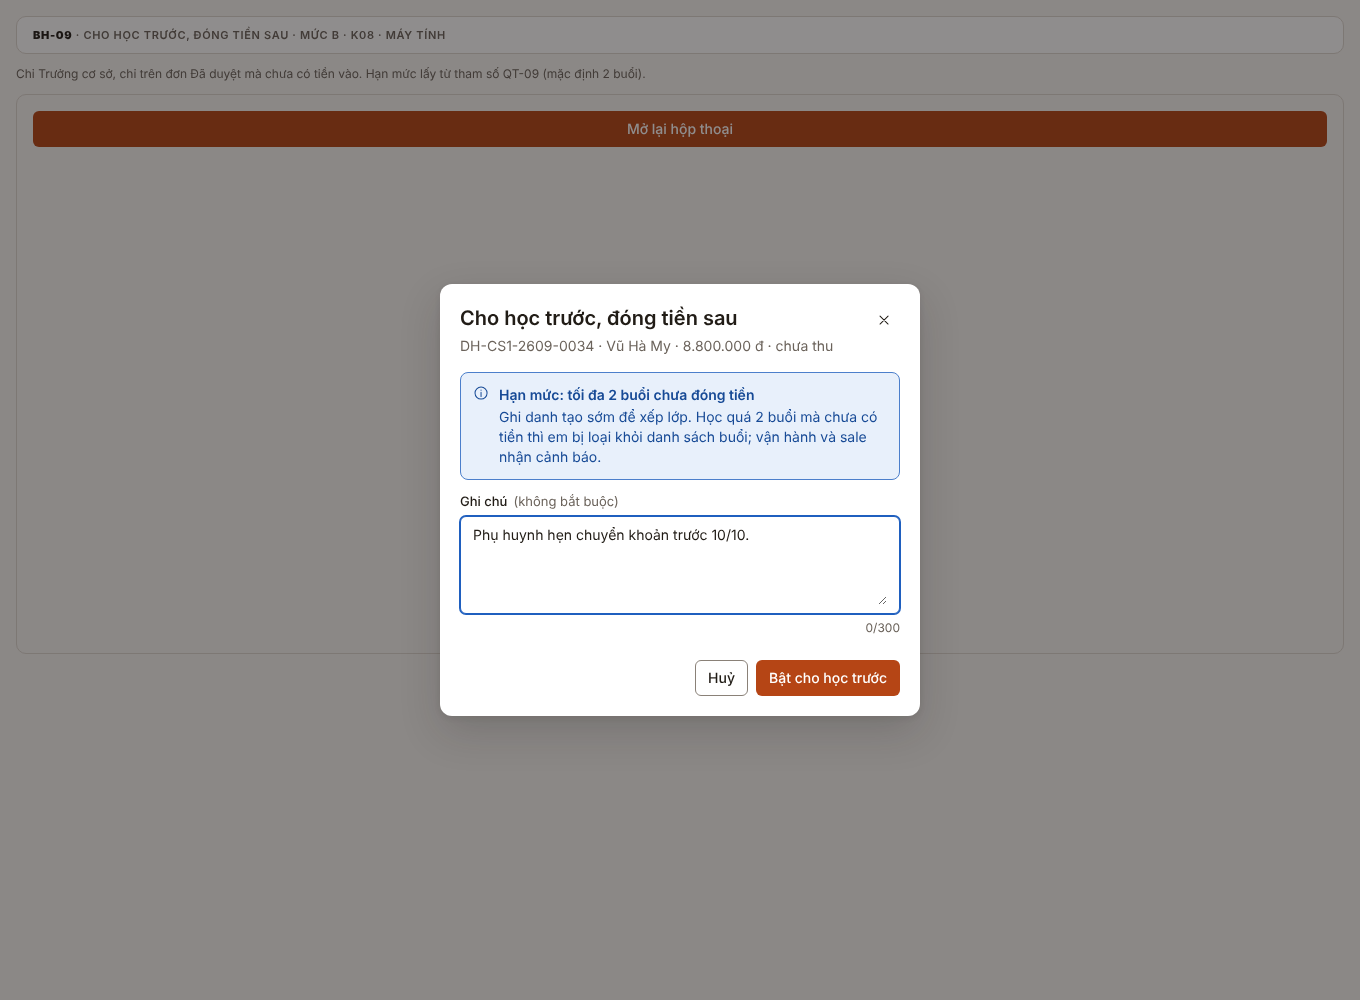 BH-09 · CHO HỌC TRƯỚC, ĐÓNG TIỀN SAU · MỨC B · K08 · MÁY TÍNH
Chỉ Trưởng cơ sở, chỉ trên đơn Đã duyệt mà chưa có tiền vào. Hạn mức lấy từ tham số QT-09 (mặc định 2 buổi).
Mở lại hộp thoại
Cho học trước, đóng tiền sau
DH-CS1-2609-0034 · Vũ Hà My · 8.800.000 đ · chưa thu
Hạn mức: tối đa 2 buổi chưa đóng tiền
Ghi danh tạo sớm để xếp lớp. Học quá 2 buổi mà chưa có
tiền thì em bị loại khỏi danh sách buổi; vận hành và sale
nhận cảnh báo.
Ghi chú (không bắt buộc)
Phụ huynh hẹn chuyển khoản trước 10/10.
0/300
Huỷ
Bật cho học trước